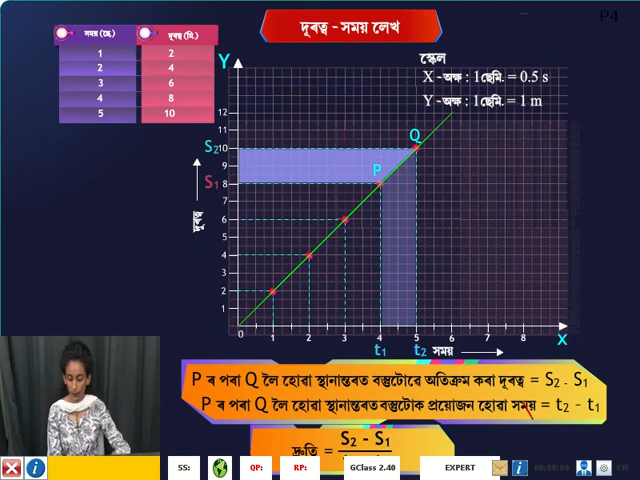 P4
দূৰত্ব - সময় লেখ
সময় (ছে.) দূৰত্ব (মি.)
1 2
2 4
3 6
4 8
5 10
স্কেল
X - অক্ষ : 1 ছেমি. = 0.5 s
Y - অক্ষ : 1 ছেমি. = 1 m
Y
12
11
S₂ 10
9
S₁ 8
7
6
5
4
3
2
1
Q
P
দূৰত্ব
0 1 2 3 4 5 6 7 8 X
t₁ t₂ সময়
P ৰ পৰা Q লৈ হোৱা স্থানান্তৰত বস্তুটোৱে অতিক্ৰম কৰা দূৰত্ব = S₂ - S₁
P ৰ পৰা Q লৈ হোৱা স্থানান্তৰত বস্তুটোক প্ৰয়োজন হোৱা সময় = t₂ - t₁
দ্ৰুতি = S₂ - S₁
SS: QP: RP: GClass 2.40 EXPERT 00:00:00 CM